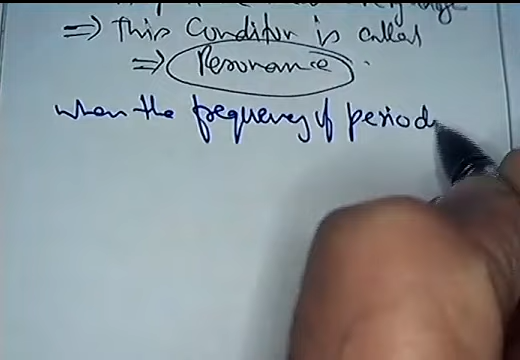 ⇒ This Condition is called
⇒ Resonance.
when the frequency of period